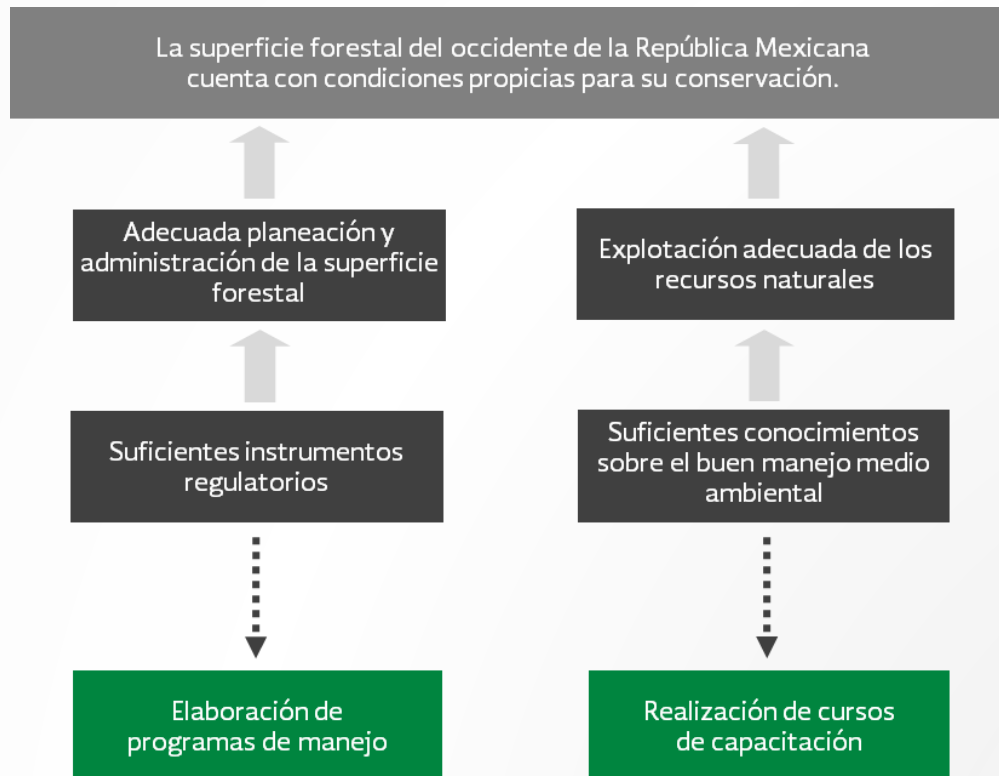 La superficie forestal del occidente de la República Mexicana
cuenta con condiciones propicias para su conservación.
Adecuada planeación y
administración de la superficie
forestal
Explotación adecuada de los
recursos naturales
Suficientes instrumentos
regulatorios
Suficientes conocimientos
sobre el buen manejo medio
ambiental
Elaboración de
programas de manejo
Realización de cursos
de capacitación